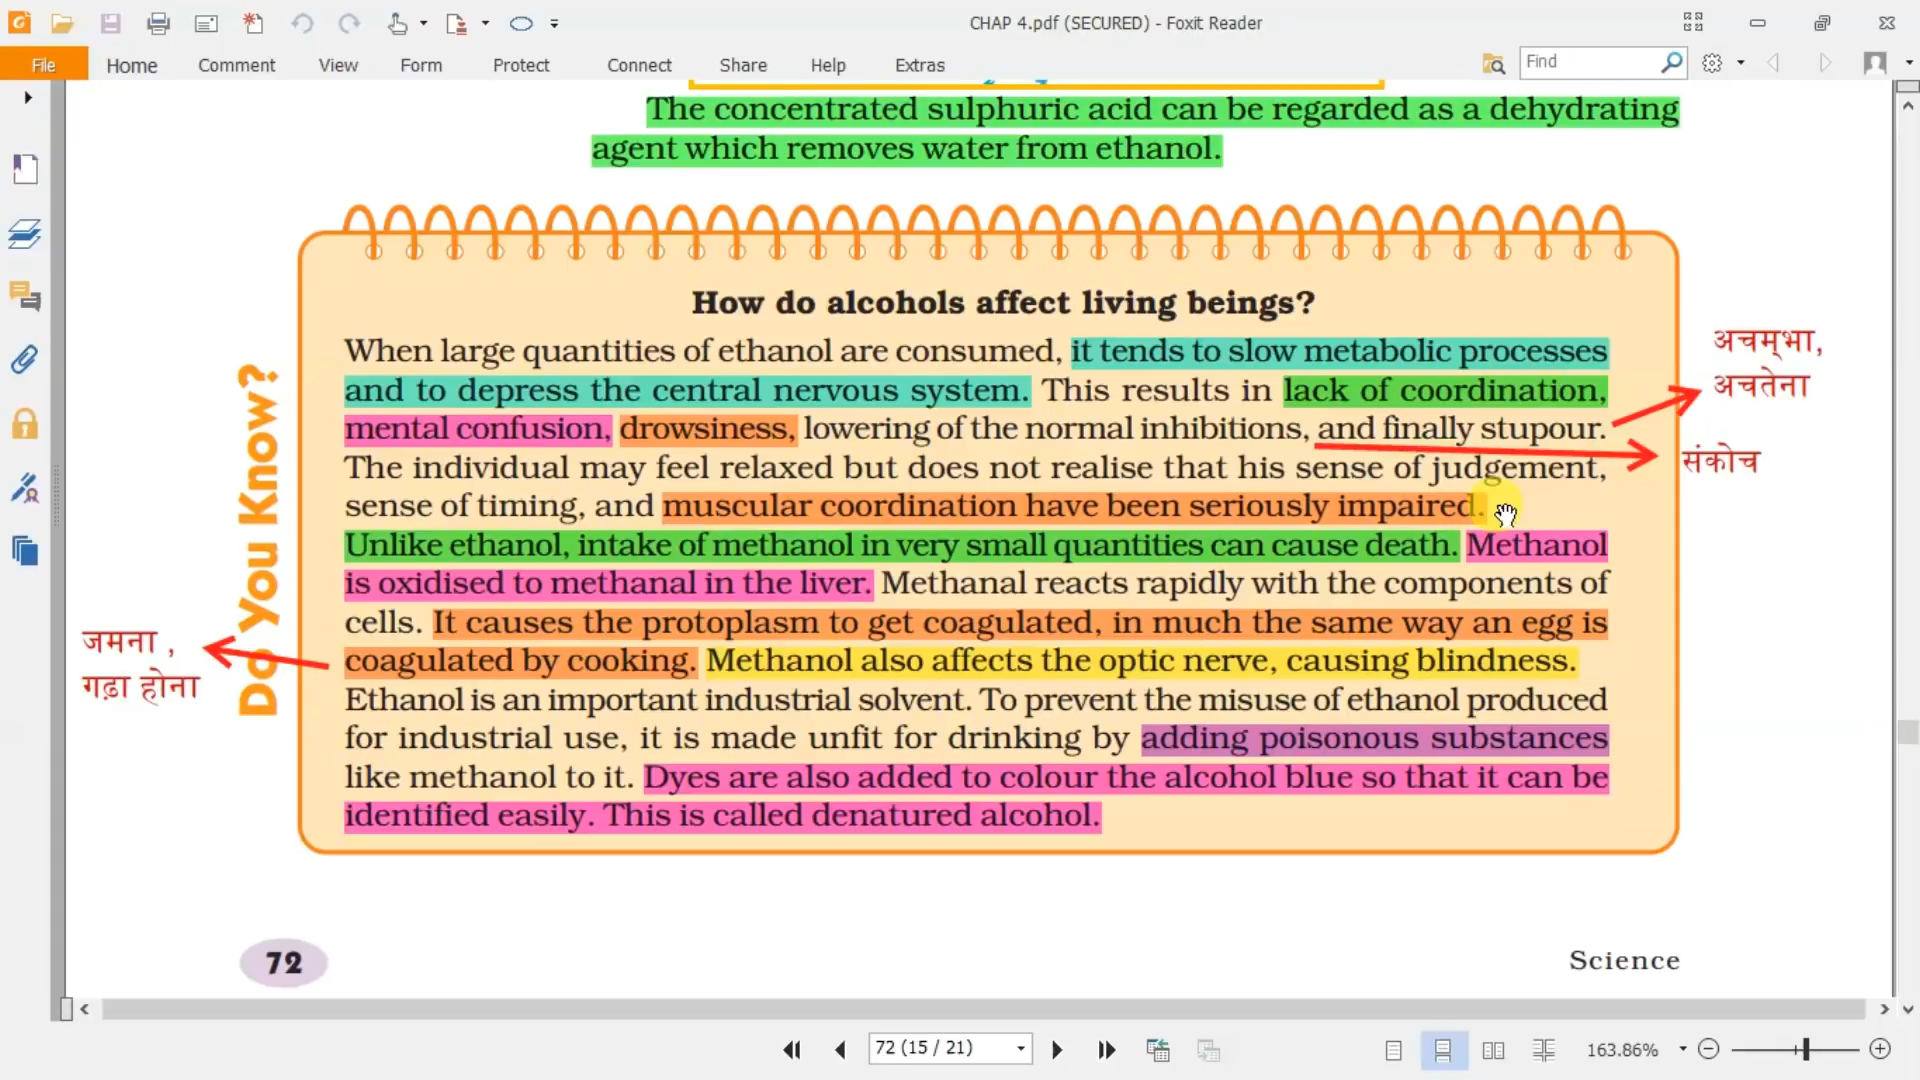 CHAP 4.pdf (SECURED) - Foxit Reader
File Home Comment View Form Protect Connect Share Help Extras Find
The concentrated sulphuric acid can be regarded as a dehydrating
agent which removes water from ethanol.
Do You Know?
How do alcohols affect living beings?
When large quantities of ethanol are consumed, it tends to slow metabolic processes
and to depress the central nervous system. This results in lack of coordination,
mental confusion, drowsiness, lowering of the normal inhibitions, and finally stupour.
The individual may feel relaxed but does not realise that his sense of judgement,
sense of timing, and muscular coordination have been seriously impaired.
Unlike ethanol, intake of methanol in very small quantities can cause death. Methanol
is oxidised to methanal in the liver. Methanal reacts rapidly with the components of
cells. It causes the protoplasm to get coagulated, in much the same way an egg is
coagulated by cooking. Methanol also affects the optic nerve, causing blindness.
Ethanol is an important industrial solvent. To prevent the misuse of ethanol produced
for industrial use, it is made unfit for drinking by adding poisonous substances
like methanol to it. Dyes are also added to colour the alcohol blue so that it can be
identified easily. This is called denatured alcohol.
अचम्भा,
अचतेना
संकोच
जमना ,
गढ़ा होना
72
Science
72 (15 / 21)
163.86%